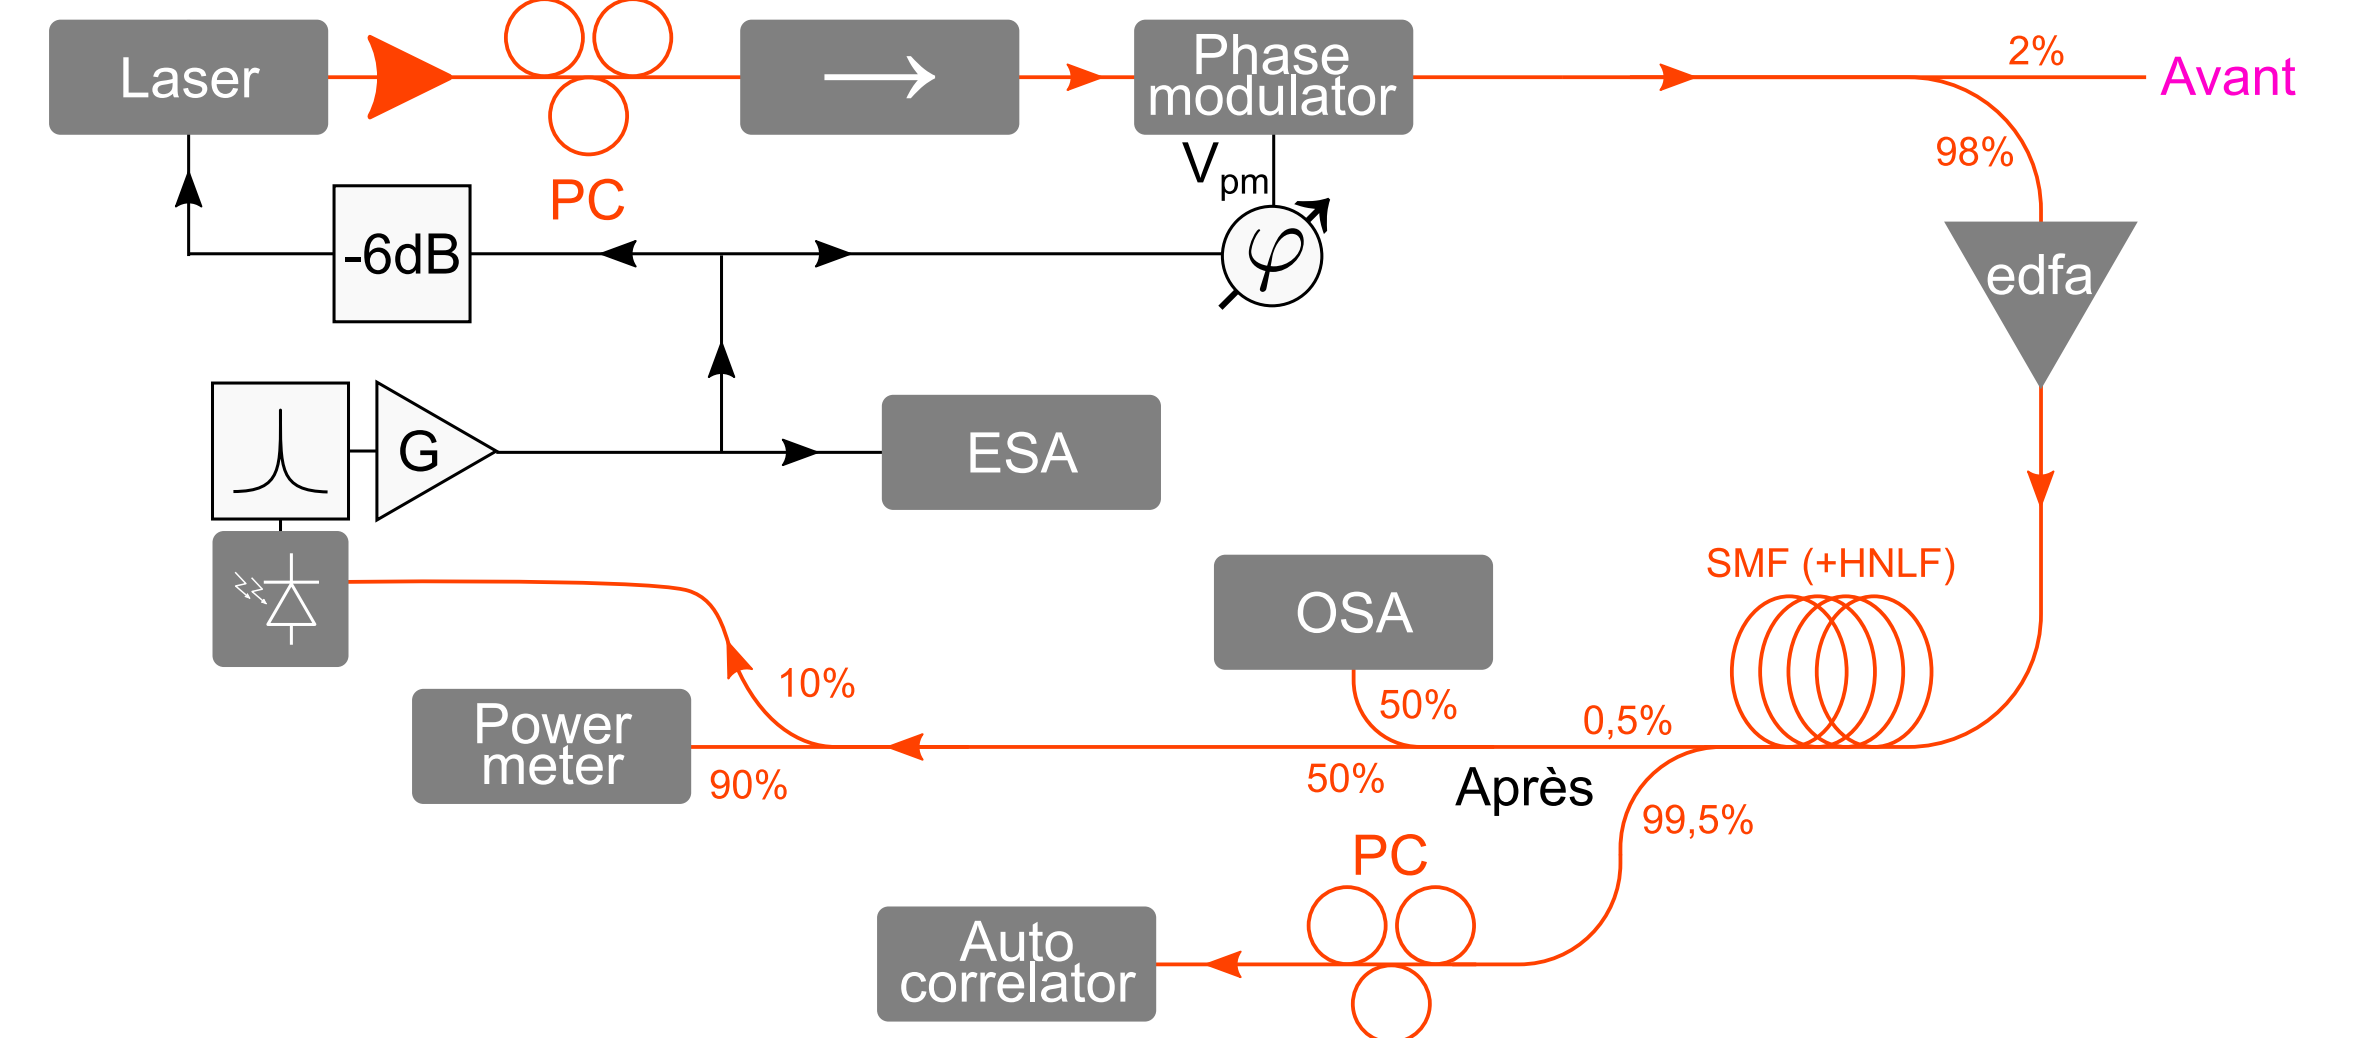 Laser
PC
Phase
modulator
2%
Avant
98%
Vpm
-6dB
φ
edfa
G
ESA
SMF (+HNLF)
OSA
10%
50%
0,5%
Power
meter
90%
50%
Après
99,5%
PC
Auto
correlator